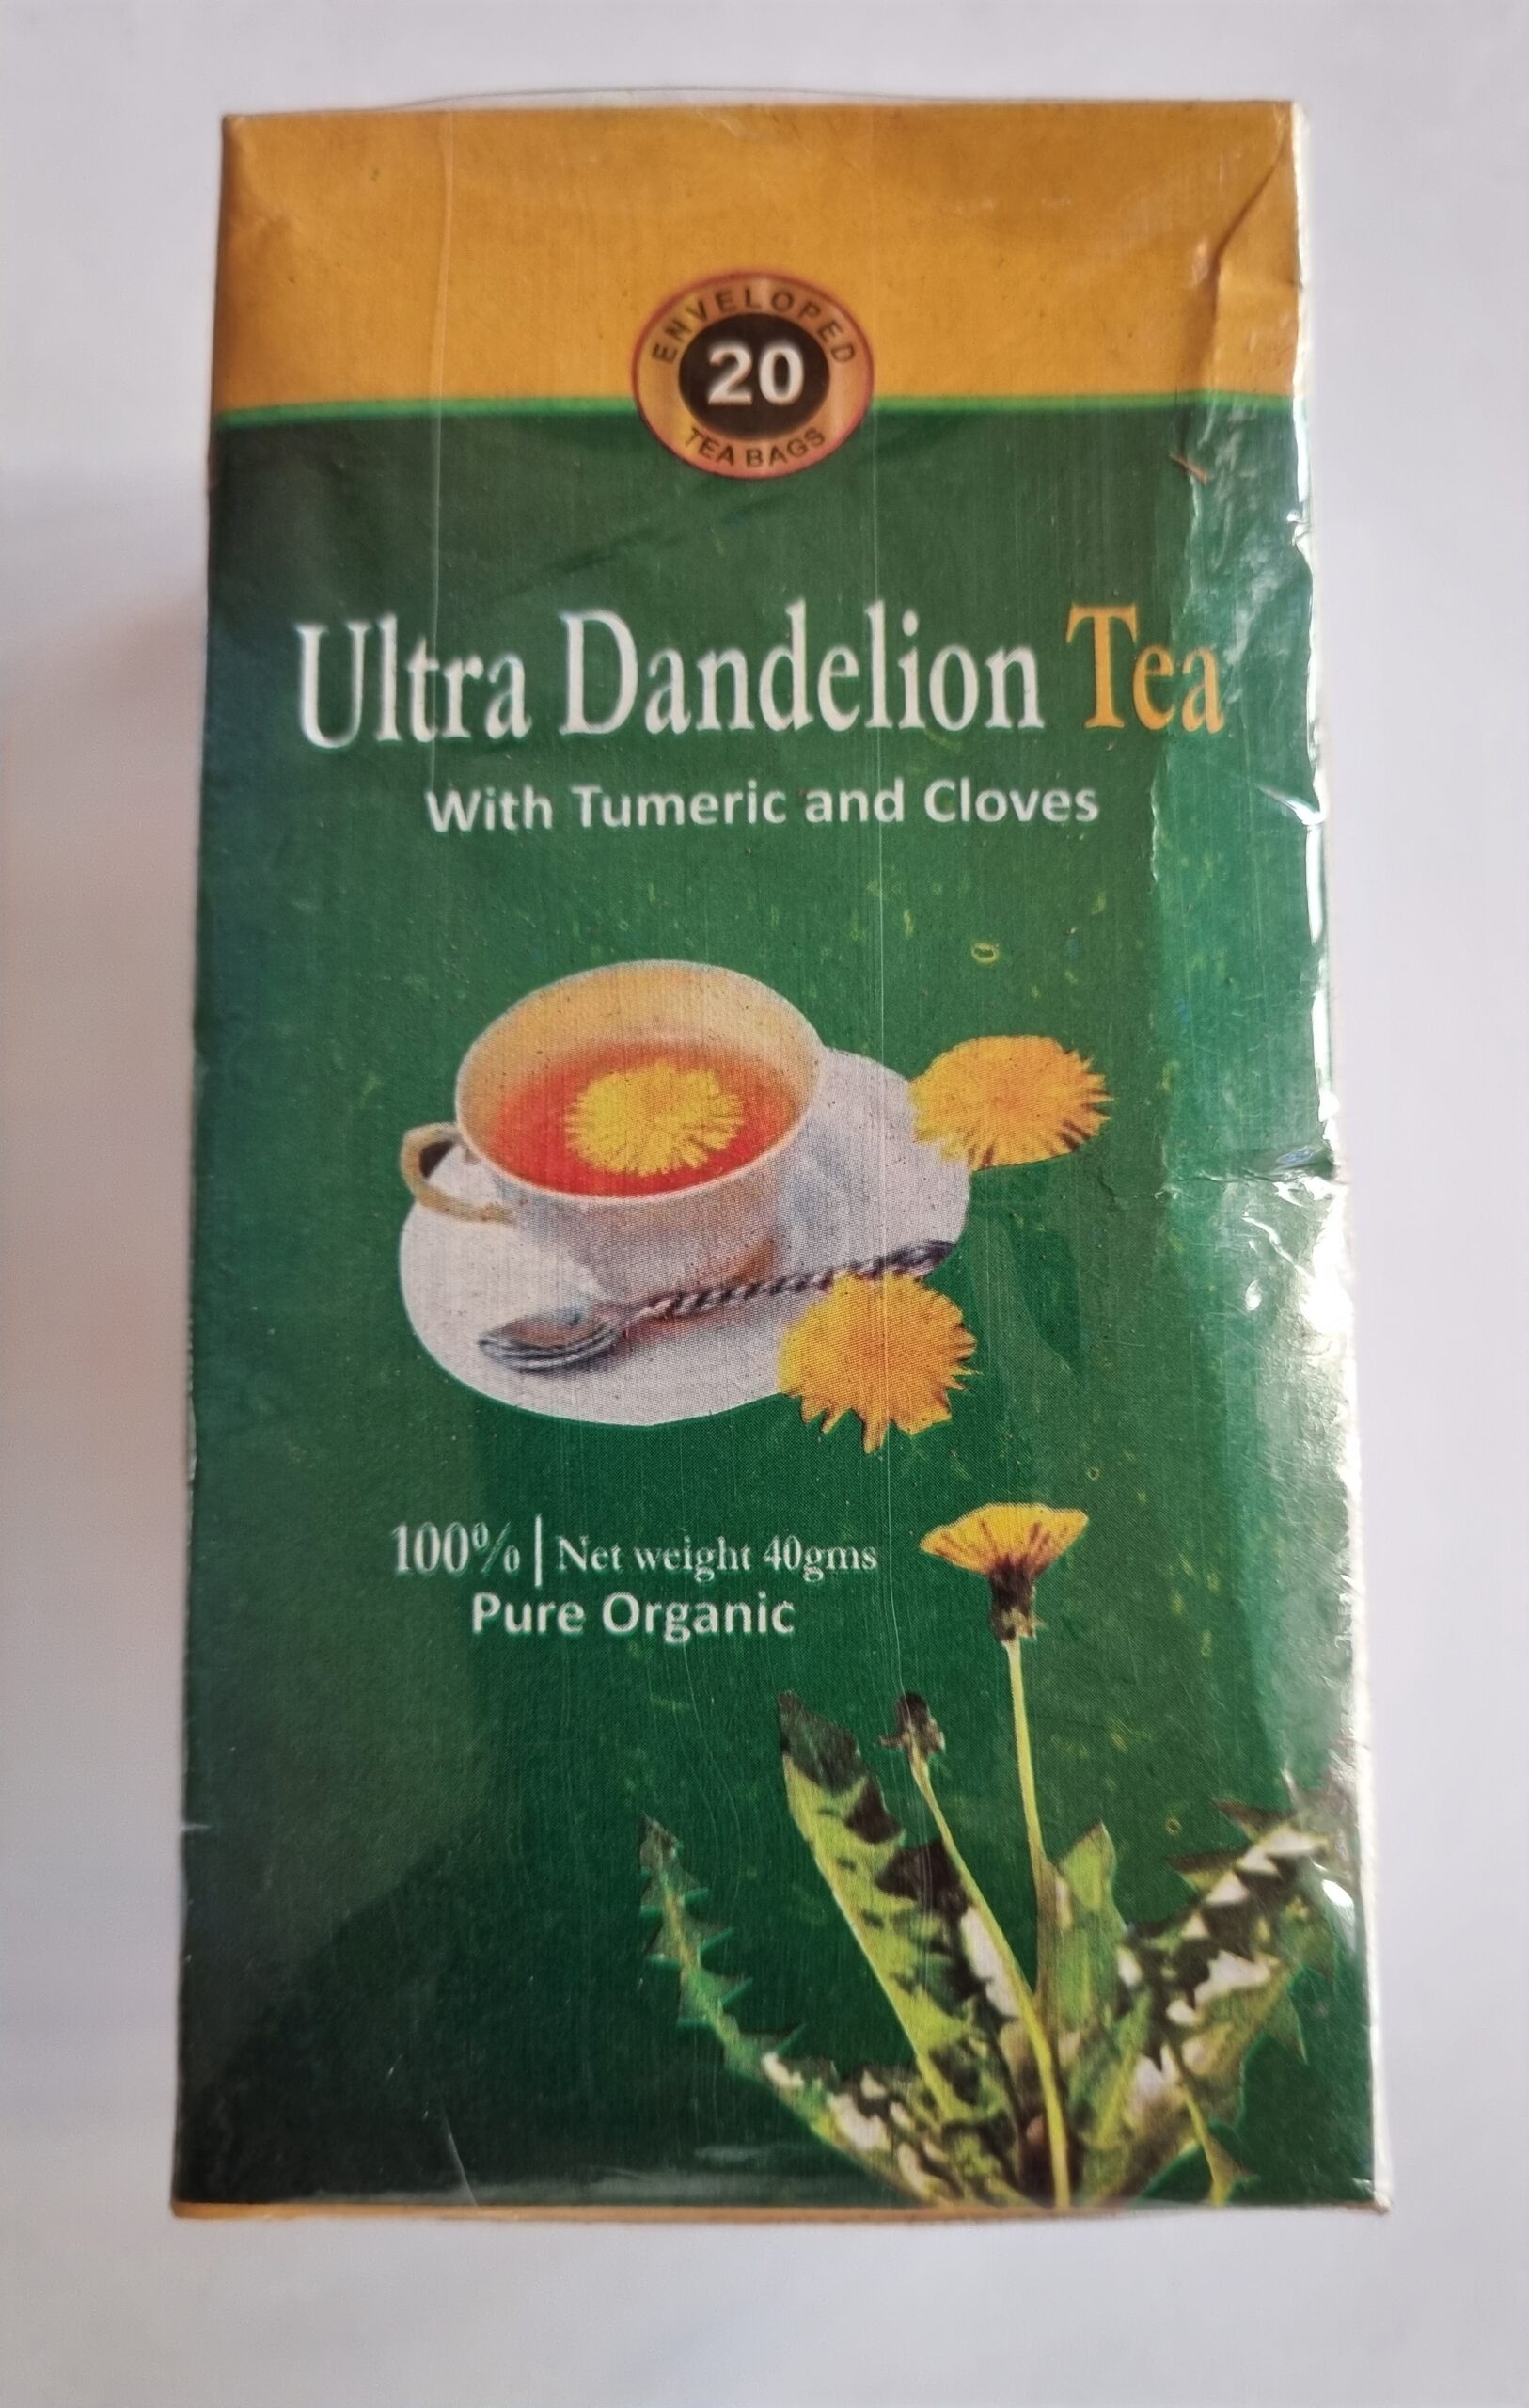 ENVELOPED
20
TEA BAGS
Ultra Dandelion Tea
With Tumeric and Cloves
100% | Net weight 40gms
Pure Organic